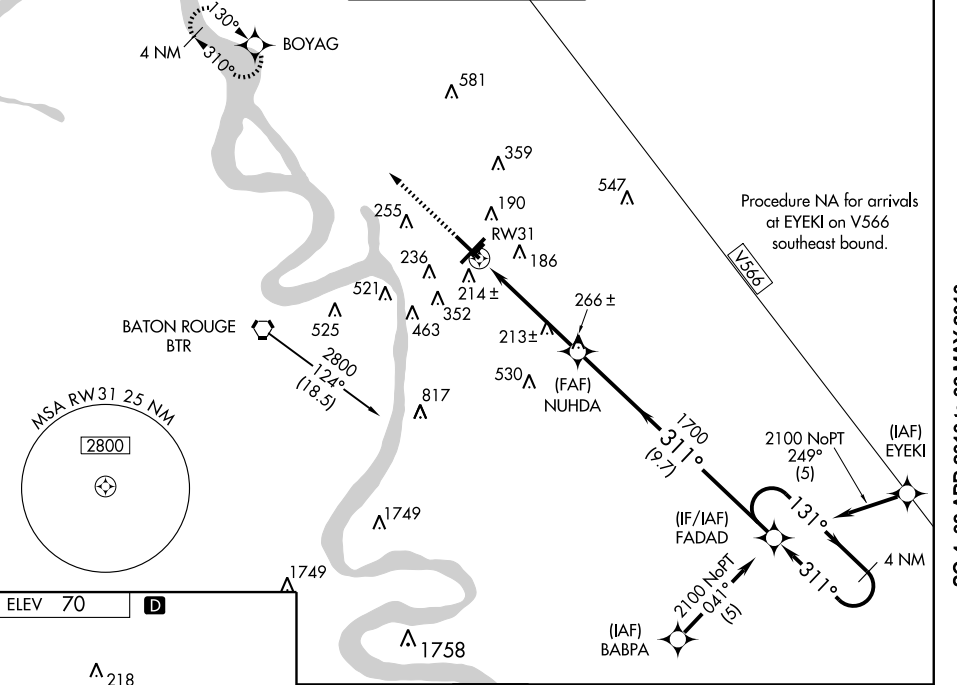 130°
BOYAG
4 NM
310°
581
359
547
Procedure NA for arrivals
at EYEKI on V566
southeast bound.
255
190
RW31
186
236
V566
521
214 ±
352
266 ±
525
463
213±
BATON ROUGE
BTR
2800
124°
(18.5)
530
(FAF)
NUHDA
817
MSA RW31 25 NM
2800
1700
311°
(9.7)
2100 NoPT
249°
(5)
(IAF)
EYEKI
131°
(IF/IAF)
FADAD
1749
4 NM
311°
2100 NoPT
041°
(5)
1749
ELEV 70
D
(IAF)
BABPA
1758
218